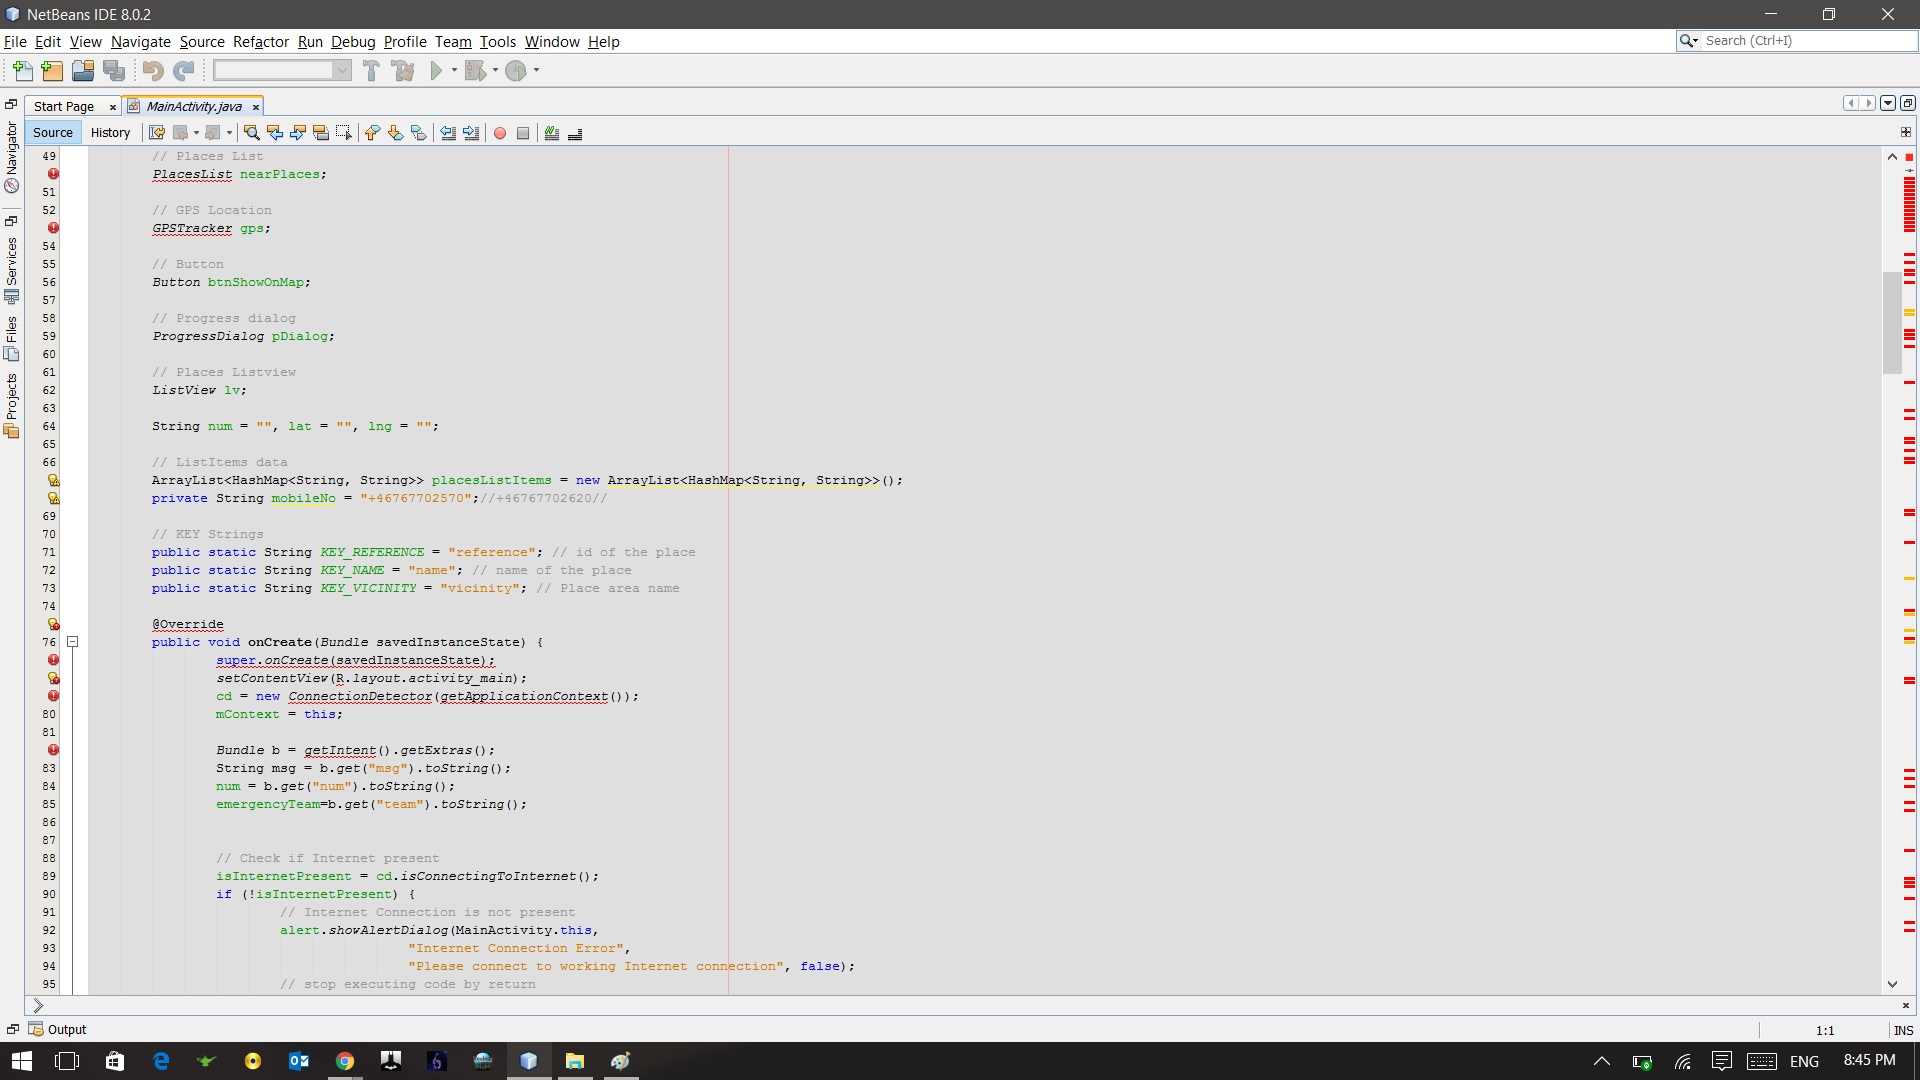 NetBeans IDE 8.0.2
File Edit View Navigate Source Refactor Run Debug Profile Team Tools Window Help
Search (Ctrl+I)
Start Page x MainActivity.java x
Source History
Navigator
Services
Files
Projects
49 // Places List
PlacesList nearPlaces;
51
52 // GPS Location
GPSTracker gps;
54
55 // Button
56 Button btnShowOnMap;
57
58 // Progress dialog
59 ProgressDialog pDialog;
60
61 // Places Listview
62 ListView lv;
63
64 String num = "", lat = "", lng = "";
65
66 // ListItems data
ArrayList<HashMap<String, String>> placesListItems = new ArrayList<HashMap<String, String>>();
private String mobileNo = "+46767702570";//+46767702620//
69
70 // KEY Strings
71 public static String KEY_REFERENCE = "reference"; // id of the place
72 public static String KEY_NAME = "name"; // name of the place
73 public static String KEY_VICINITY = "vicinity"; // Place area name
74
@Override
76 public void onCreate(Bundle savedInstanceState) {
super.onCreate(savedInstanceState);
setContentView(R.layout.activity_main);
cd = new ConnectionDetector(getApplicationContext());
80 mContext = this;
81
Bundle b = getIntent().getExtras();
83 String msg = b.get("msg").toString();
84 num = b.get("num").toString();
85 emergencyTeam=b.get("team").toString();
86
87
88 // Check if Internet present
89 isInternetPresent = cd.isConnectingToInternet();
90 if (!isInternetPresent) {
91 // Internet Connection is not present
92 alert.showAlertDialog(MainActivity.this,
93 "Internet Connection Error",
94 "Please connect to working Internet connection", false);
95 // stop executing code by return
Output
1:1 INS
ENG 8:45 PM